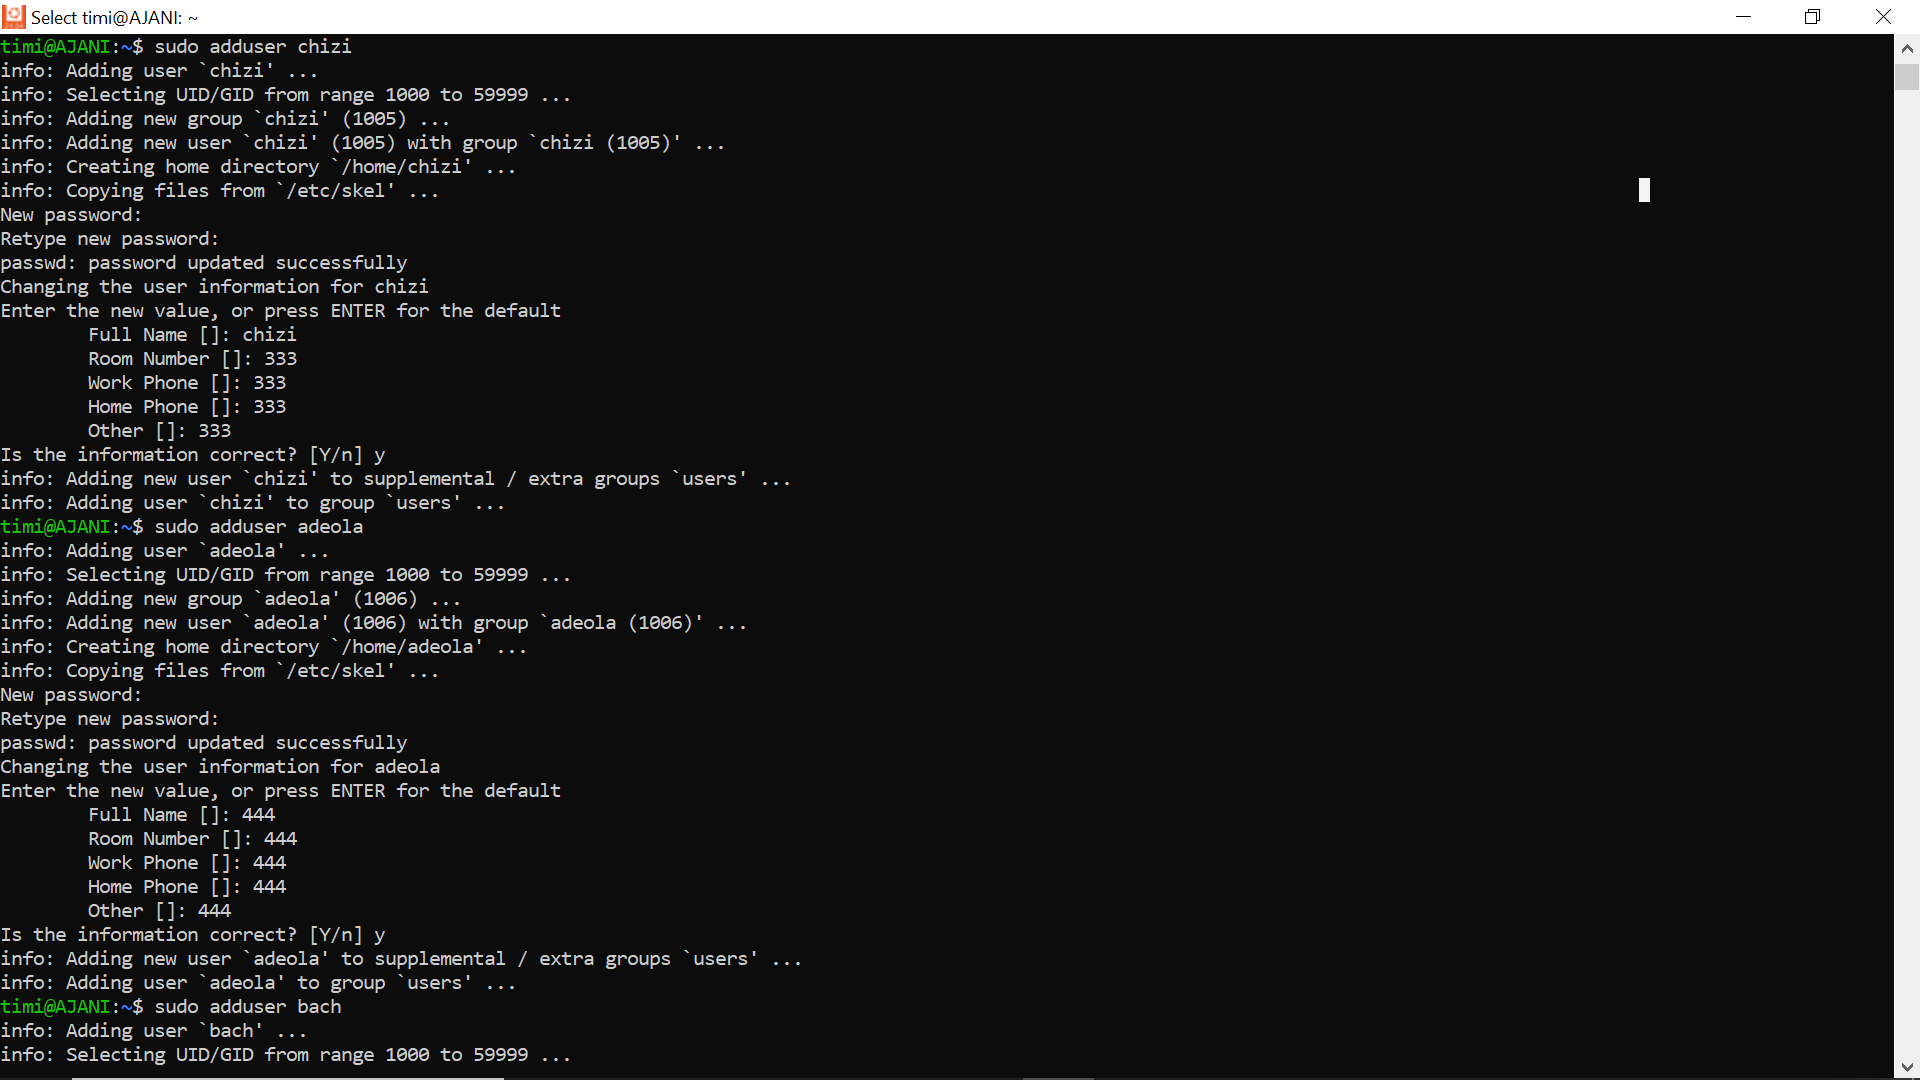 Select timi@AJANI: ~
timi@AJANI:~$ sudo adduser chizi
info: Adding user `chizi' ...
info: Selecting UID/GID from range 1000 to 59999 ...
info: Adding new group `chizi' (1005) ...
info: Adding new user `chizi' (1005) with group `chizi (1005)' ...
info: Creating home directory `/home/chizi' ...
info: Copying files from `/etc/skel' ...
New password:
Retype new password:
passwd: password updated successfully
Changing the user information for chizi
Enter the new value, or press ENTER for the default
        Full Name []: chizi
        Room Number []: 333
        Work Phone []: 333
        Home Phone []: 333
        Other []: 333
Is the information correct? [Y/n] y
info: Adding new user `chizi' to supplemental / extra groups `users' ...
info: Adding user `chizi' to group `users' ...
timi@AJANI:~$ sudo adduser adeola
info: Adding user `adeola' ...
info: Selecting UID/GID from range 1000 to 59999 ...
info: Adding new group `adeola' (1006) ...
info: Adding new user `adeola' (1006) with group `adeola (1006)' ...
info: Creating home directory `/home/adeola' ...
info: Copying files from `/etc/skel' ...
New password:
Retype new password:
passwd: password updated successfully
Changing the user information for adeola
Enter the new value, or press ENTER for the default
        Full Name []: 444
        Room Number []: 444
        Work Phone []: 444
        Home Phone []: 444
        Other []: 444
Is the information correct? [Y/n] y
info: Adding new user `adeola' to supplemental / extra groups `users' ...
info: Adding user `adeola' to group `users' ...
timi@AJANI:~$ sudo adduser bach
info: Adding user `bach' ...
info: Selecting UID/GID from range 1000 to 59999 ...